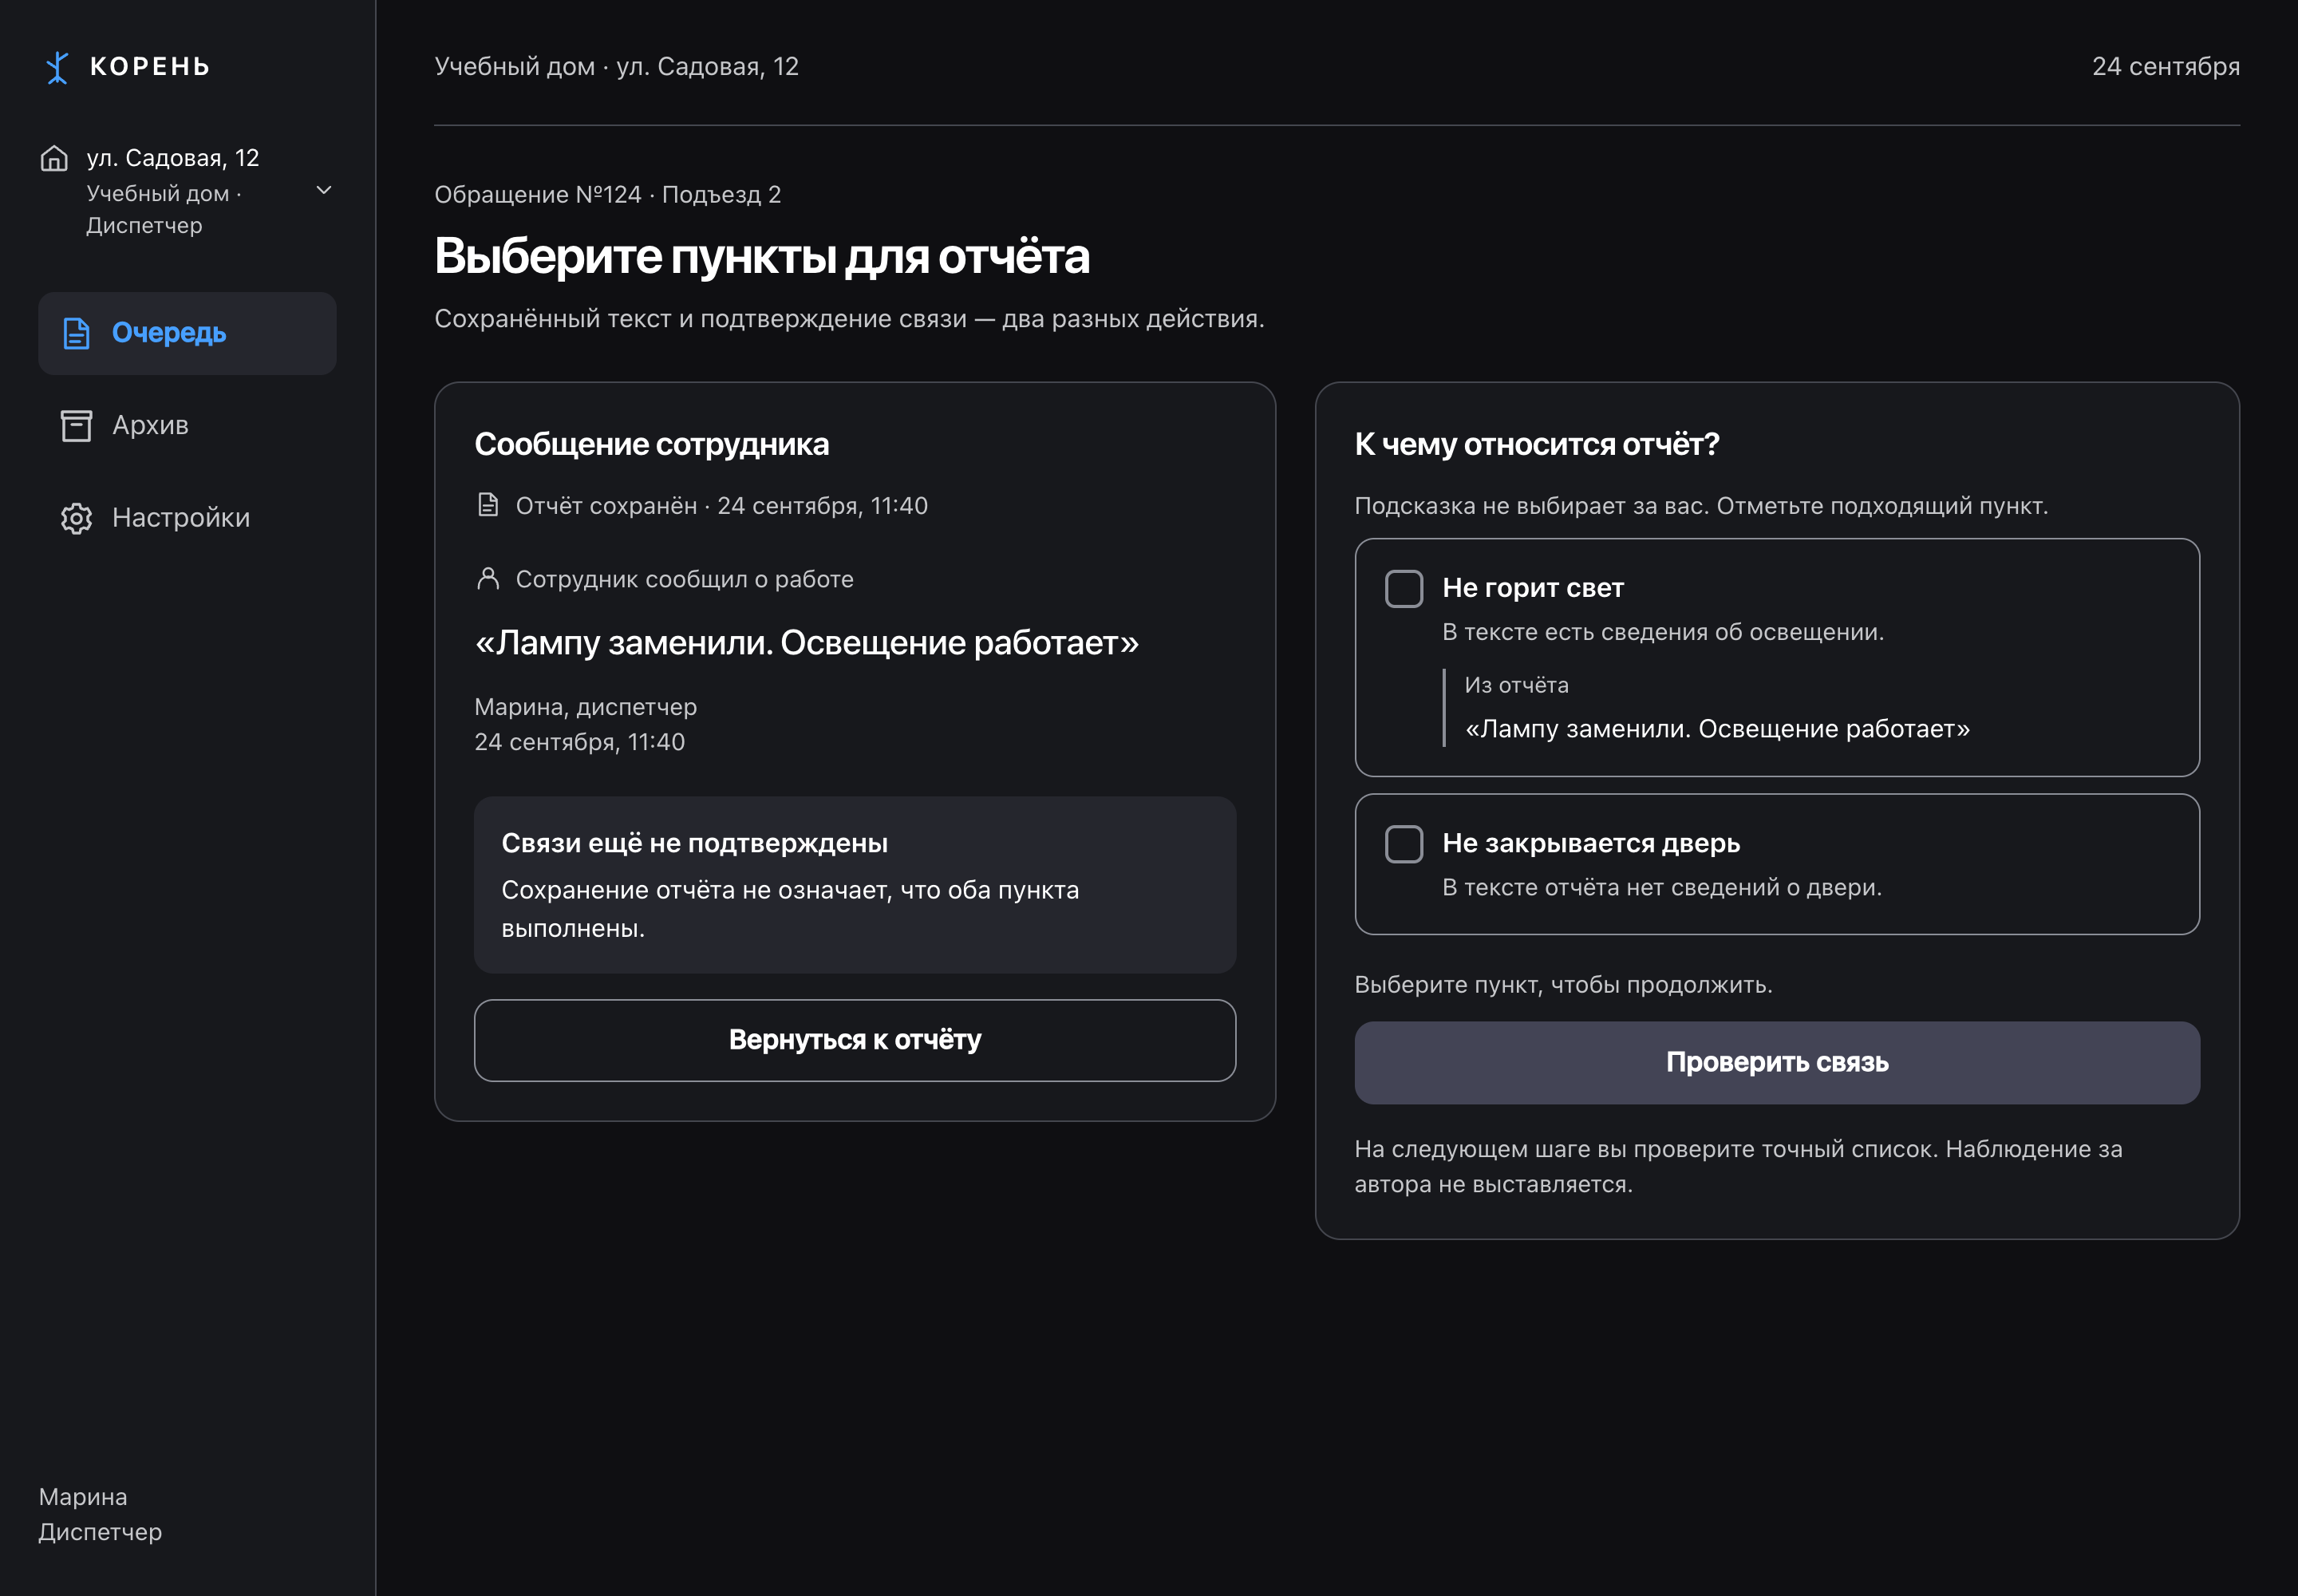 КОРЕНЬ
ул. Садовая, 12
Учебный дом ·
Диспетчер
Очередь
Архив
Настройки
Марина
Диспетчер
Учебный дом · ул. Садовая, 12
24 сентября
Обращение №124 · Подъезд 2
Выберите пункты для отчёта
Сохранённый текст и подтверждение связи — два разных действия.
Сообщение сотрудника
Отчёт сохранён · 24 сентября, 11:40
Сотрудник сообщил о работе
«Лампу заменили. Освещение работает»
Марина, диспетчер
24 сентября, 11:40
Связи ещё не подтверждены
Сохранение отчёта не означает, что оба пункта
выполнены.
Вернуться к отчёту
К чему относится отчёт?
Подсказка не выбирает за вас. Отметьте подходящий пункт.
Не горит свет
В тексте есть сведения об освещении.
Из отчёта
«Лампу заменили. Освещение работает»
Не закрывается дверь
В тексте отчёта нет сведений о двери.
Выберите пункт, чтобы продолжить.
Проверить связь
На следующем шаге вы проверите точный список. Наблюдение за
автора не выставляется.